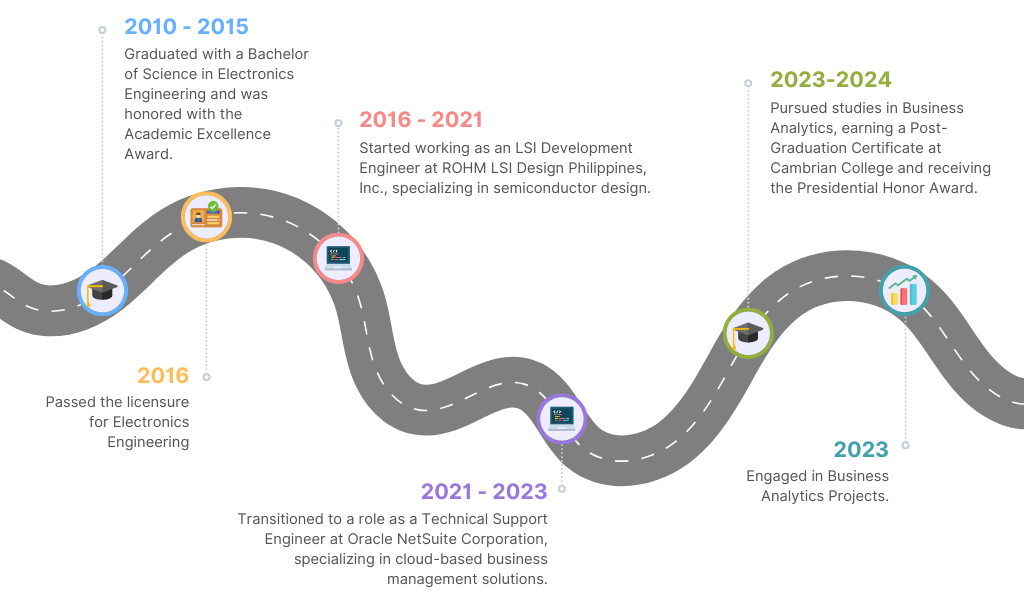 2010 - 2015
Graduated with a Bachelor
of Science in Electronics
Engineering and was
honored with the
Academic Excellence
Award.
2016
Passed the licensure
for Electronics
Engineering
2016 - 2021
Started working as an LSI Development
Engineer at ROHM LSI Design Philippines,
Inc., specializing in semiconductor design.
2021 - 2023
Transitioned to a role as a Technical Support
Engineer at Oracle NetSuite Corporation,
specializing in cloud-based business
management solutions.
2023-2024
Pursued studies in Business
Analytics, earning a Post-
Graduation Certificate at
Cambrian College and receiving
the Presidential Honor Award.
2023
Engaged in Business
Analytics Projects.